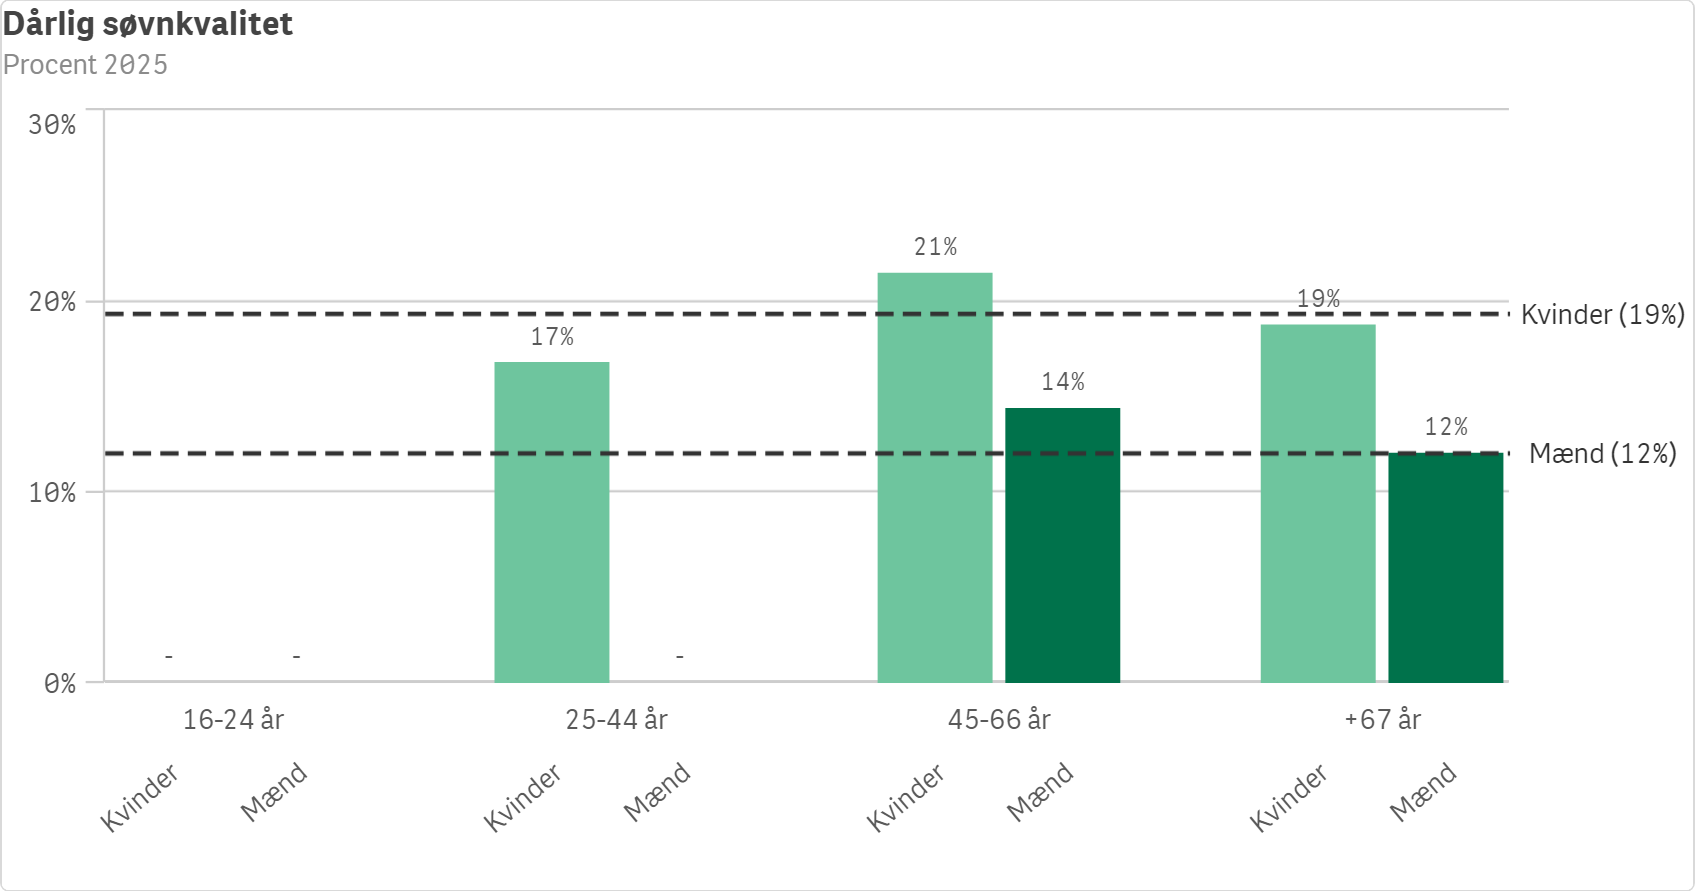 Dårlig søvnkvalitet
Procent 2025
30%
20%
10%
0%
-
-
17%
-
21%
14%
19%
12%
Kvinder (19%)
Mænd (12%)
16-24 år
25-44 år
45-66 år
+67 år
Kvinder
Mænd
Kvinder
Mænd
Kvinder
Mænd
Kvinder
Mænd